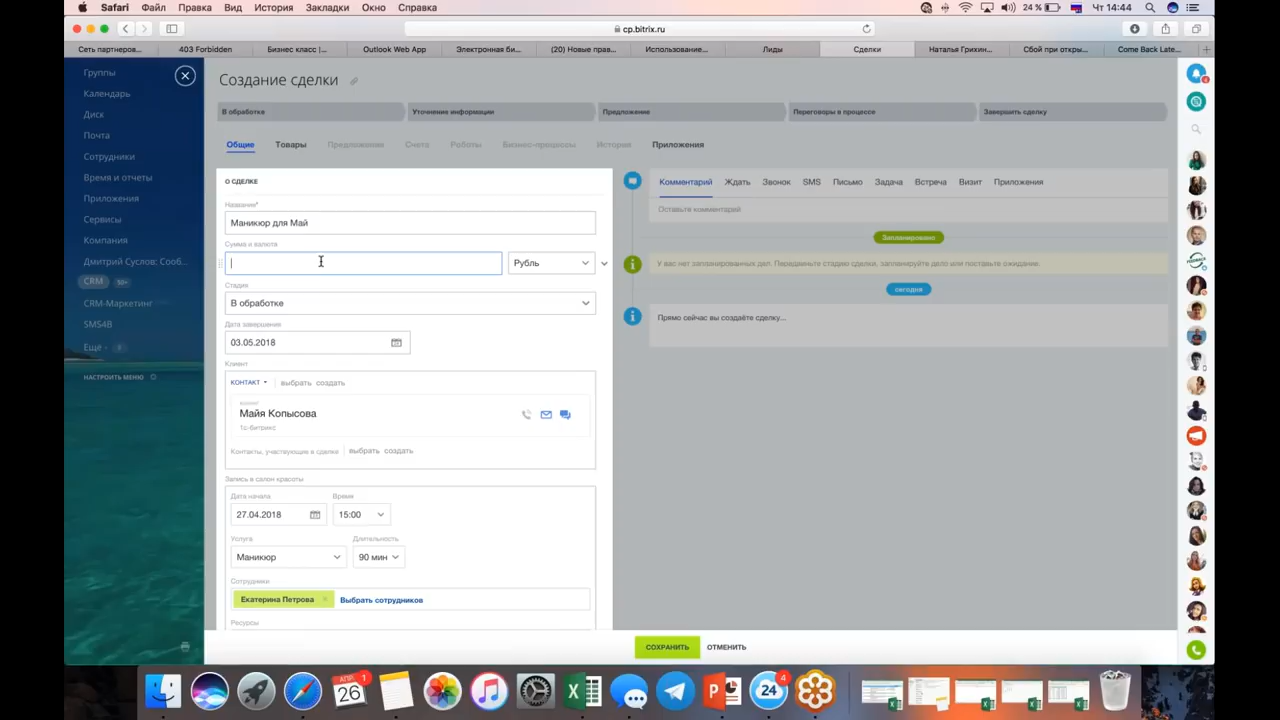 Safari Файл Правка Вид История Закладки Окно Справка 24 % Чт 14:44
cp.bitrix.ru
Сеть партнеров... 403 Forbidden Бизнес класс |... Outlook Web App Электронная би... (20) Новые прав... Использование... Лиды Сделки Наталья Грихин... Сбой при откры... Come Back Late...
Группы
Календарь
Диск
Почта
Сотрудники
Время и отчеты
Приложения
Сервисы
Компания
Дмитрий Суслов: Сооб...
CRM 50+
CRM-Маркетинг
SMS4B
Ещё
НАСТРОИТЬ МЕНЮ
Создание сделки
В обработке Уточнение информации Предложение Переговоры в процессе Завершить сделку
Общие Товары Предложения Счета Роботы Бизнес-процессы История Приложения
О СДЕЛКЕ
Название*
Маникюр для Май
Сумма и валюта
Рубль
Стадия
В обработке
Дата завершения
03.05.2018
Клиент
КОНТАКТ выбрать создать
Майя Копысова
1с-битрикс
Контакты, участвующие в сделке выбрать создать
Запись в салон красоты
Дата начала Время
27.04.2018 15:00
Услуга Длительность
Маникюр 90 мин
Сотрудники
Екатерина Петрова × Выбрать сотрудников
Ресурсы
Комментарий Ждать Звонок SMS Письмо Задача Встреча Визит Приложения
Оставьте комментарий
Запланировано
У вас нет запланированных дел. Передвиньте стадию сделки, запланируйте дело или поставьте ожидание.
сегодня
Прямо сейчас вы создаёте сделку...
СОХРАНИТЬ ОТМЕНИТЬ
АПР. 26 1
24 4